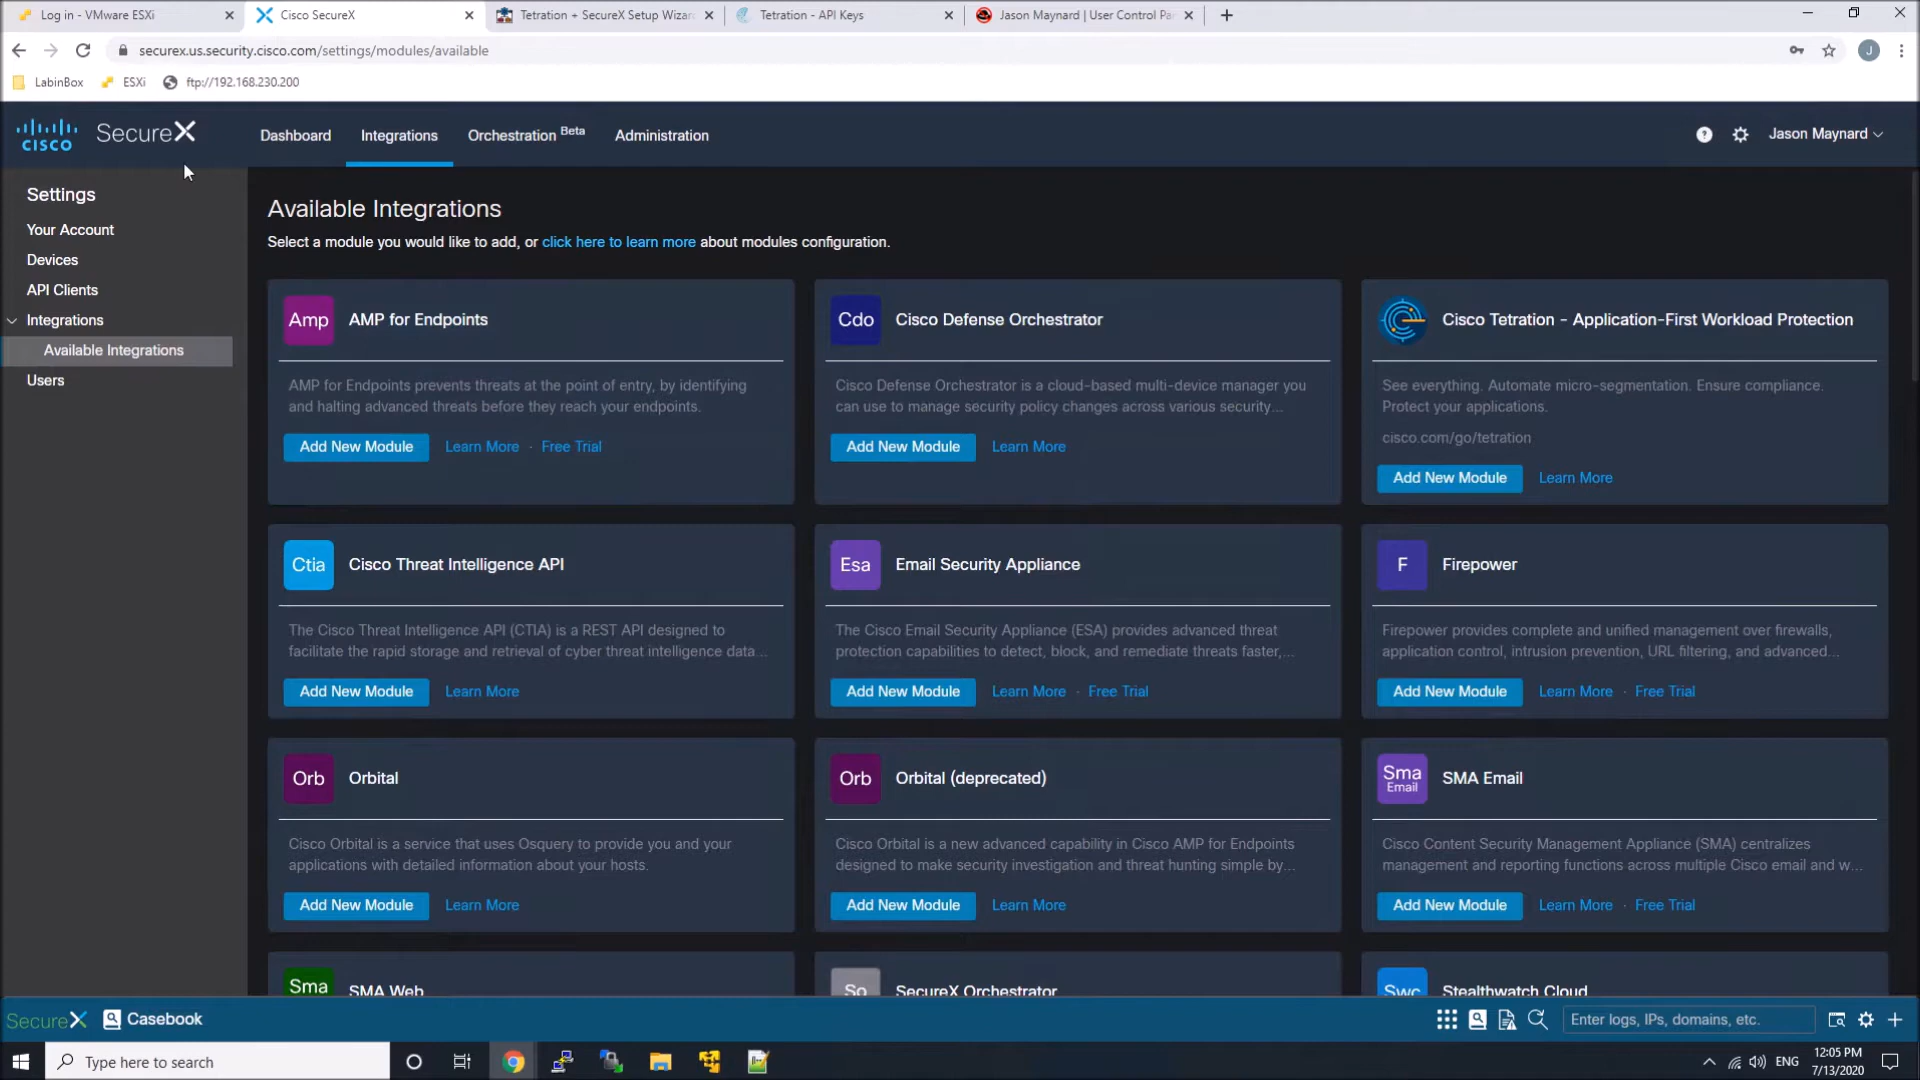 Log in - VMware ESXi
Cisco SecureX
Tetration + SecureX Setup Wizar
Tetration - API Keys
Jason Maynard | User Control Pa
securex.us.security.cisco.com/settings/modules/available
J
LabinBox
ESXi
ftp://192.168.230.200
CISCO
SecureX
Dashboard
Integrations
Orchestration Beta
Administration
Jason Maynard
Settings
Your Account
Devices
API Clients
Integrations
Available Integrations
Users
Available Integrations
Select a module you would like to add, or click here to learn more about modules configuration.
Amp
AMP for Endpoints
AMP for Endpoints prevents threats at the point of entry, by identifying
and halting advanced threats before they reach your endpoints.
Add New Module
Learn More · Free Trial
Cdo
Cisco Defense Orchestrator
Cisco Defense Orchestrator is a cloud-based multi-device manager you
can use to manage security policy changes across various security...
Add New Module
Learn More
Cisco Tetration - Application-First Workload Protection
See everything. Automate micro-segmentation. Ensure compliance.
Protect your applications.
cisco.com/go/tetration
Add New Module
Learn More
Ctia
Cisco Threat Intelligence API
The Cisco Threat Intelligence API (CTIA) is a REST API designed to
facilitate the rapid storage and retrieval of cyber threat intelligence data...
Add New Module
Learn More
Esa
Email Security Appliance
The Cisco Email Security Appliance (ESA) provides advanced threat
protection capabilities to detect, block, and remediate threats faster,...
Add New Module
Learn More · Free Trial
F
Firepower
Firepower provides complete and unified management over firewalls,
application control, intrusion prevention, URL filtering, and advanced...
Add New Module
Learn More · Free Trial
Orb
Orbital
Cisco Orbital is a service that uses Osquery to provide you and your
applications with detailed information about your hosts.
Add New Module
Learn More
Orb
Orbital (deprecated)
Cisco Orbital is a new advanced capability in Cisco AMP for Endpoints
designed to make security investigation and threat hunting simple by...
Add New Module
Learn More
Sma
Email
SMA Email
Cisco Content Security Management Appliance (SMA) centralizes
management and reporting functions across multiple Cisco email and w...
Add New Module
Learn More · Free Trial
Sma
SMA Web
So
SecureX Orchestrator
Swc
Stealthwatch Cloud
SecureX
Casebook
Enter logs, IPs, domains, etc.
Type here to search
ENG
12:05 PM
7/13/2020